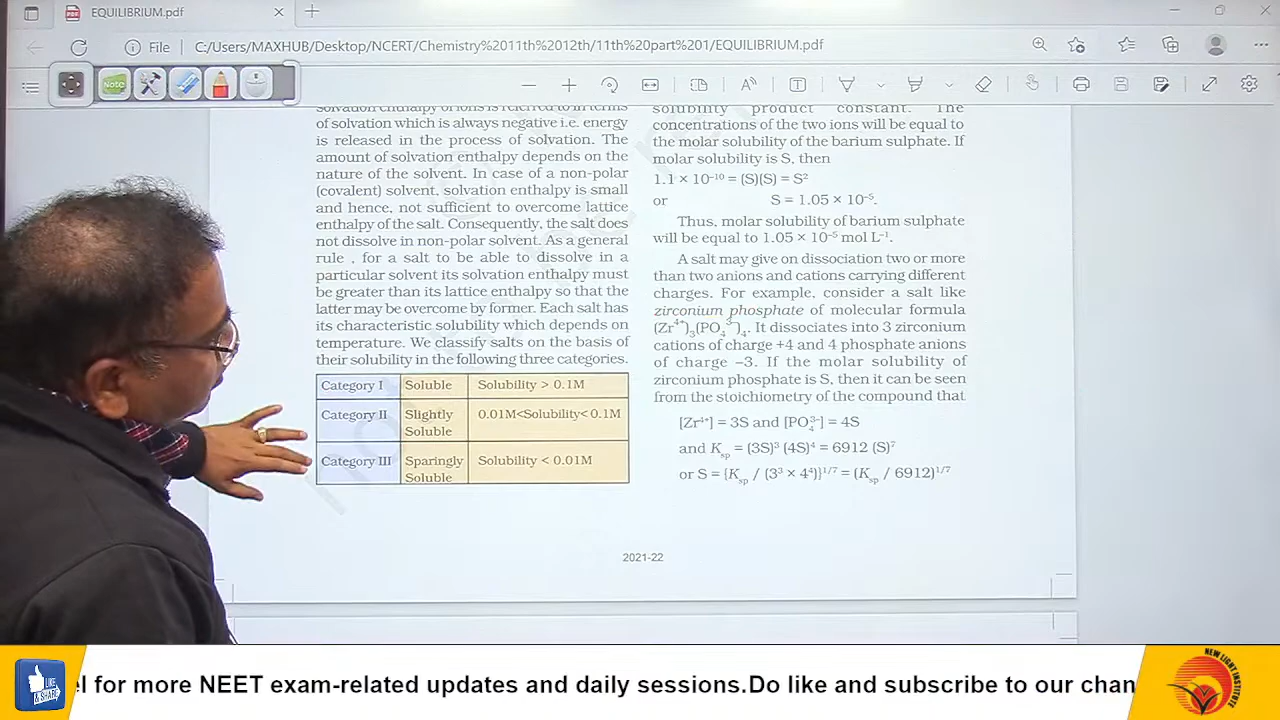 EQUILIBRIUM.pdf
File
C:/Users/MAXHUB/Desktop/NCERT/Chemistry%2011th%2012th/11th%20part%201/EQUILIBRIUM.pdf
Note
solvation enthalpy of ions is referred to in terms
of solvation which is always negative i.e. energy
is released in the process of solvation. The
amount of solvation enthalpy depends on the
nature of the solvent. In case of a non-polar
(covalent) solvent, solvation enthalpy is small
and hence, not sufficient to overcome lattice
enthalpy of the salt. Consequently, the salt does
not dissolve in non-polar solvent. As a general
rule , for a salt to be able to dissolve in a
particular solvent its solvation enthalpy must
be greater than its lattice enthalpy so that the
latter may be overcome by former. Each salt has
its characteristic solubility which depends on
temperature. We classify salts on the basis of
their solubility in the following three categories.
Category I Soluble Solubility > 0.1M
Category II Slightly Soluble 0.01M<Solubility< 0.1M
Category III Sparingly Soluble Solubility < 0.01M
solubility product constant. The
concentrations of the two ions will be equal to
the molar solubility of the barium sulphate. If
molar solubility is S, then
1.1 × 10⁻¹⁰ = (S)(S) = S²
or S = 1.05 × 10⁻⁵.
Thus, molar solubility of barium sulphate
will be equal to 1.05 × 10⁻⁵ mol L⁻¹.
A salt may give on dissociation two or more
than two anions and cations carrying different
charges. For example, consider a salt like
zirconium phosphate of molecular formula
(Zr⁴⁺)₃(PO₄³⁻)₄. It dissociates into 3 zirconium
cations of charge +4 and 4 phosphate anions
of charge –3. If the molar solubility of
zirconium phosphate is S, then it can be seen
from the stoichiometry of the compound that
[Zr⁴⁺] = 3S and [PO₄³⁻] = 4S
and Ksp = (3S)³ (4S)⁴ = 6912 (S)⁷
or S = {Ksp / (3³ × 4⁴)}¹/⁷ = (Ksp / 6912)¹/⁷
2021-22
LIKE
& SHARE
el for more NEET exam-related updates and daily sessions.Do like and subscribe to our chan
NEW LIGHT INSTITUTE